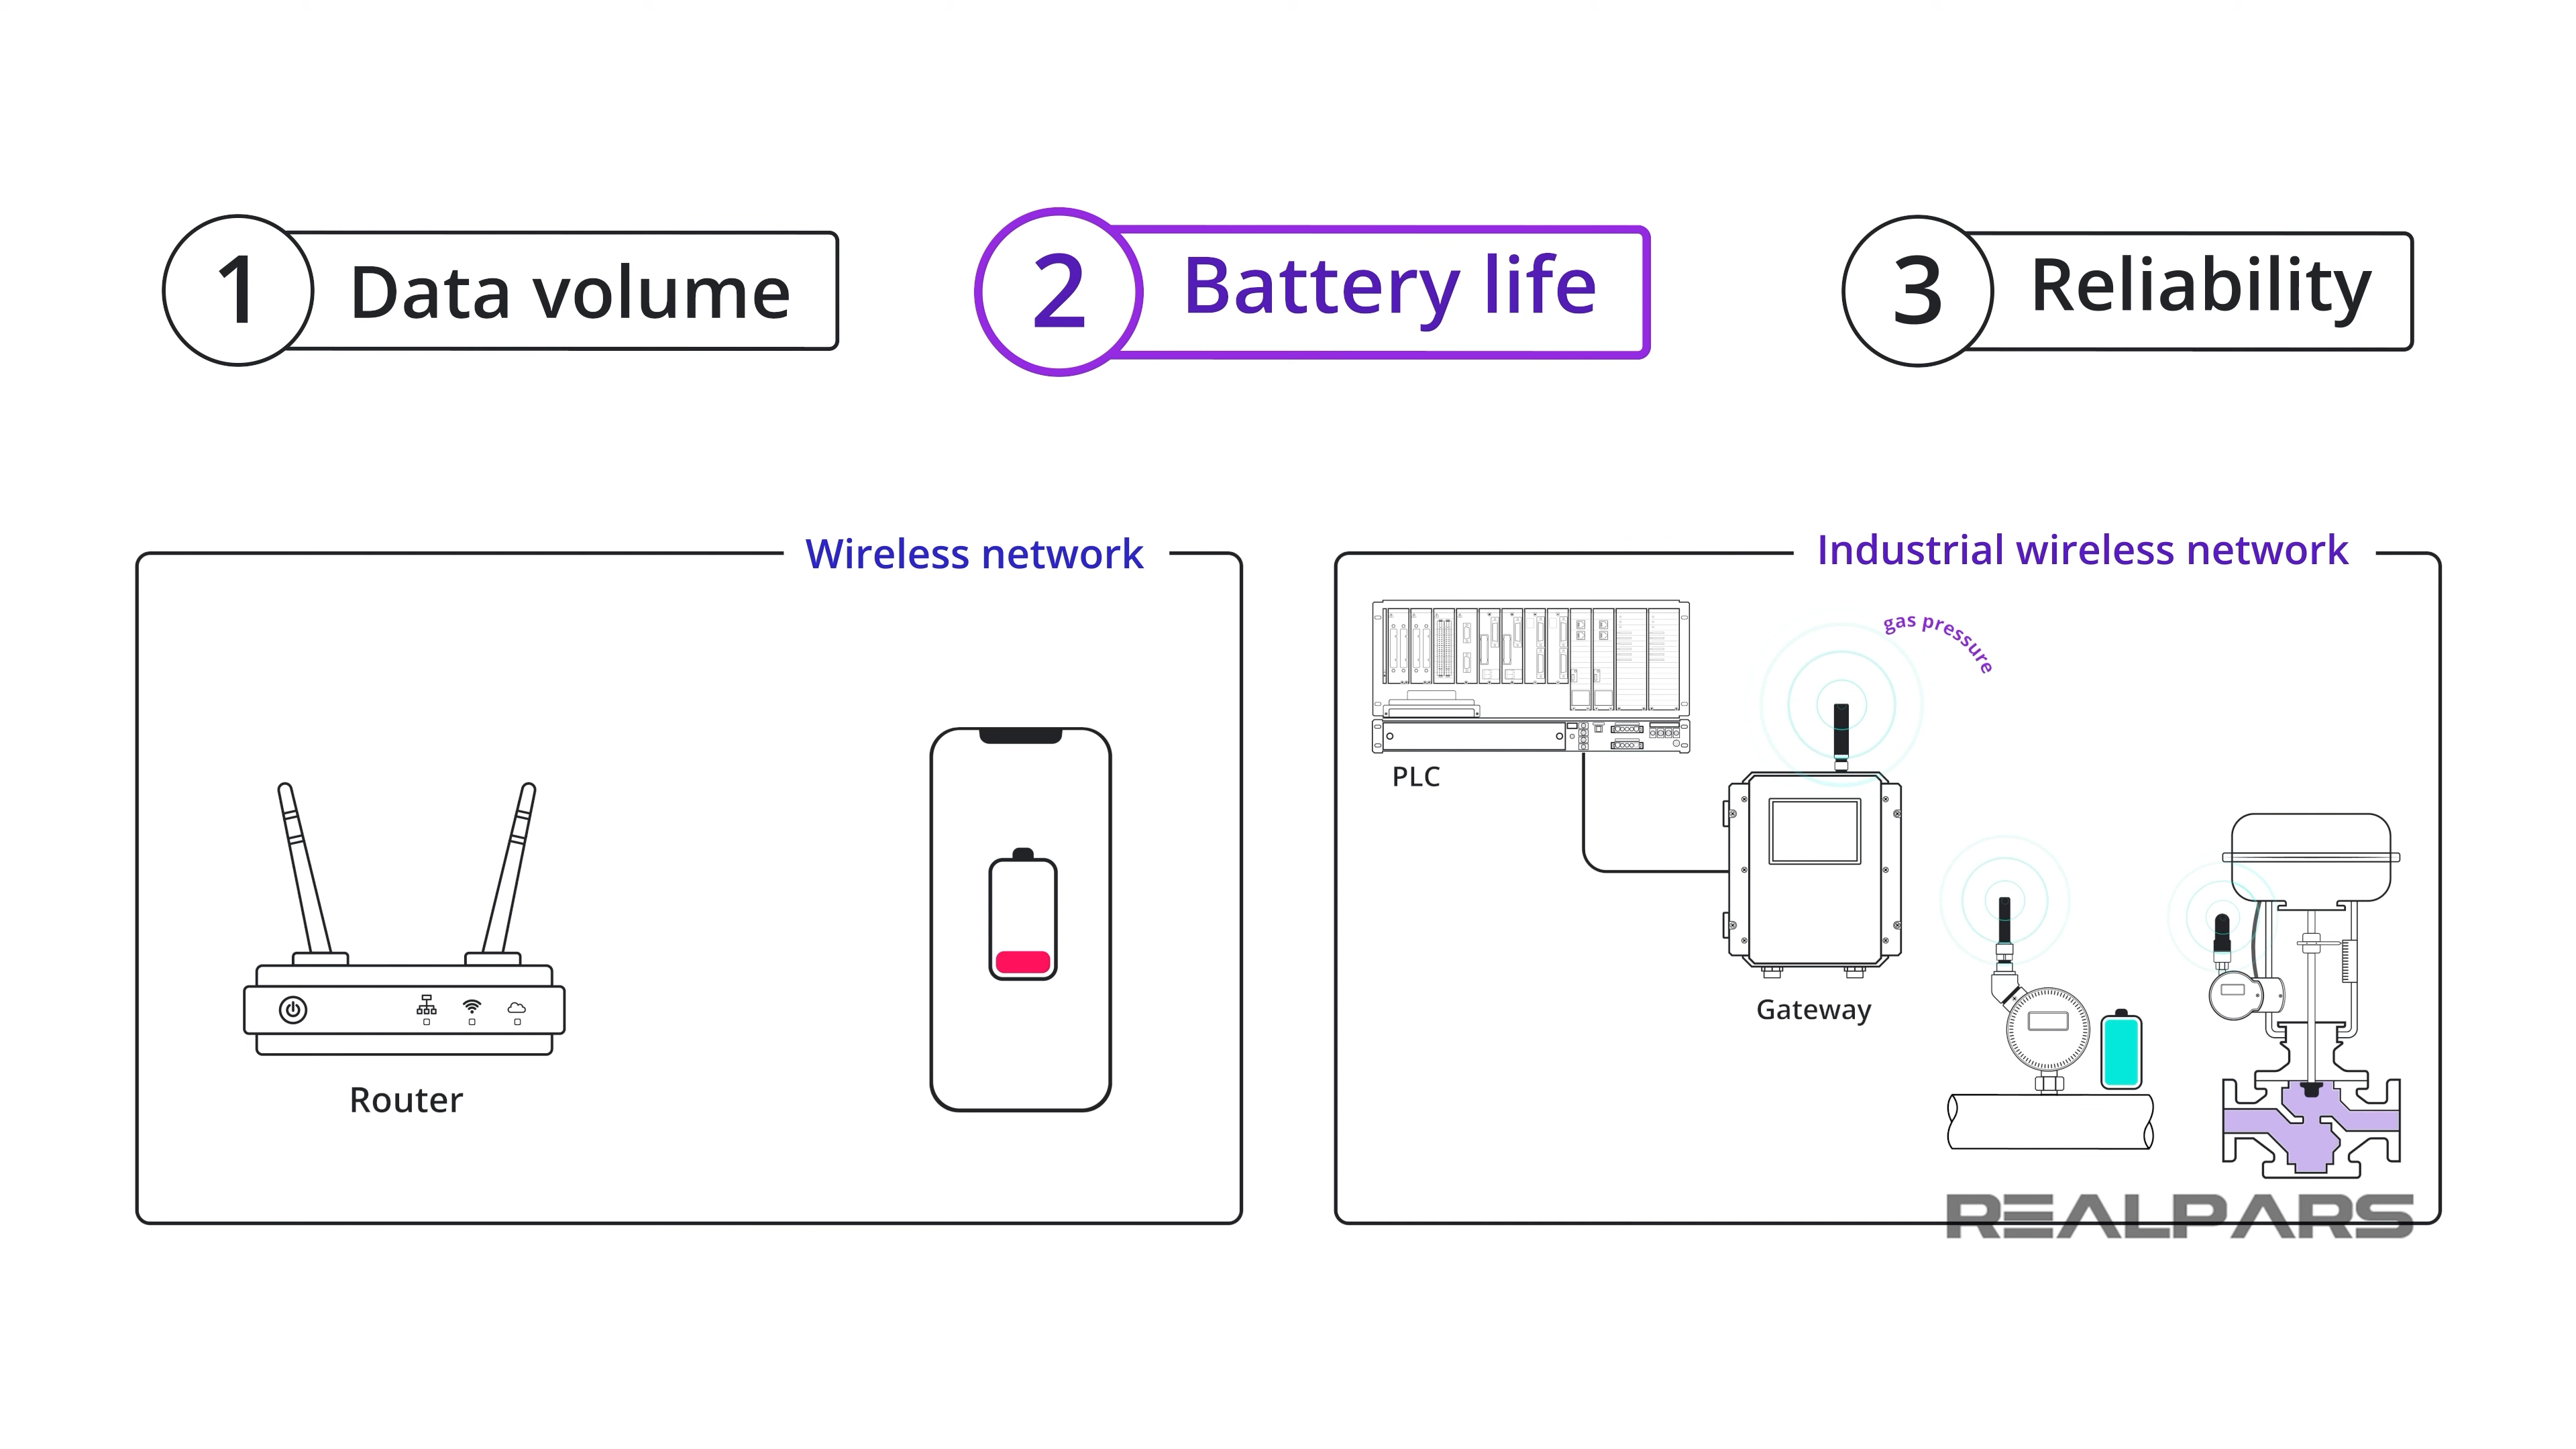 1 Data volume
2 Battery life
3 Reliability
Wireless network
Industrial wireless network
gas pressure
PLC
Gateway
Router
REALPARS